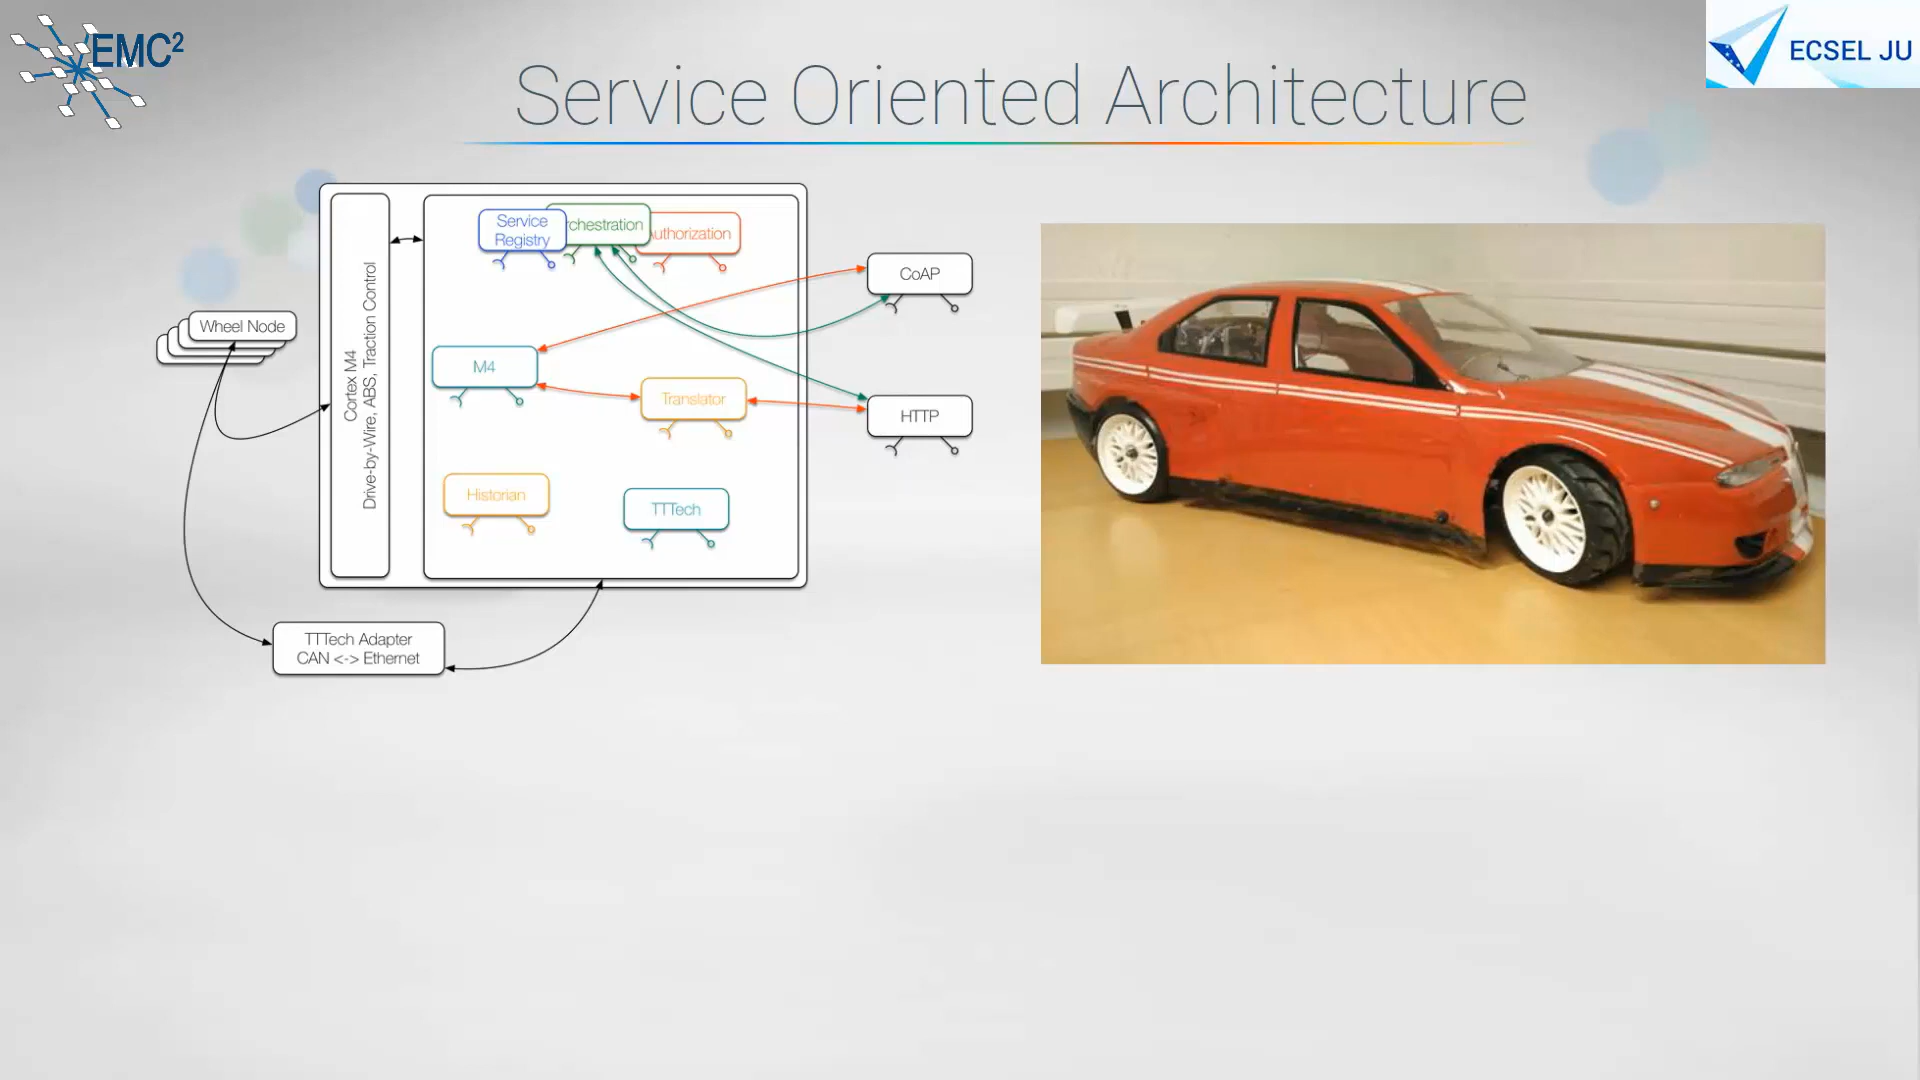 EMC²
ECSEL JU
Service Oriented Architecture
Service
Registry
chestration
uthorization
CoAP
Wheel Node
Cortex M4
Drive-by-Wire, ABS, Traction Control
M4
Translator
HTTP
Historian
TTTech
TTTech Adapter
CAN <-> Ethernet